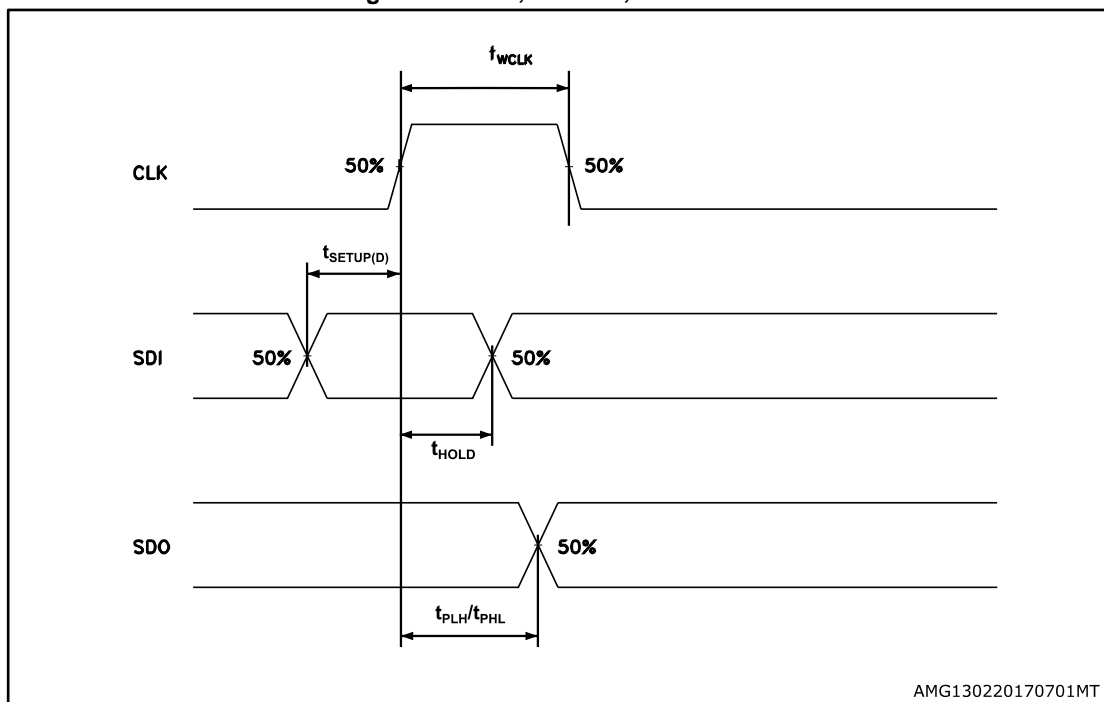 tWCLK
CLK
50%
50%
tSETUP(D)
SDI
50%
50%
tHOLD
SDO
50%
tPLH/tPHL
AMG130220170701MT